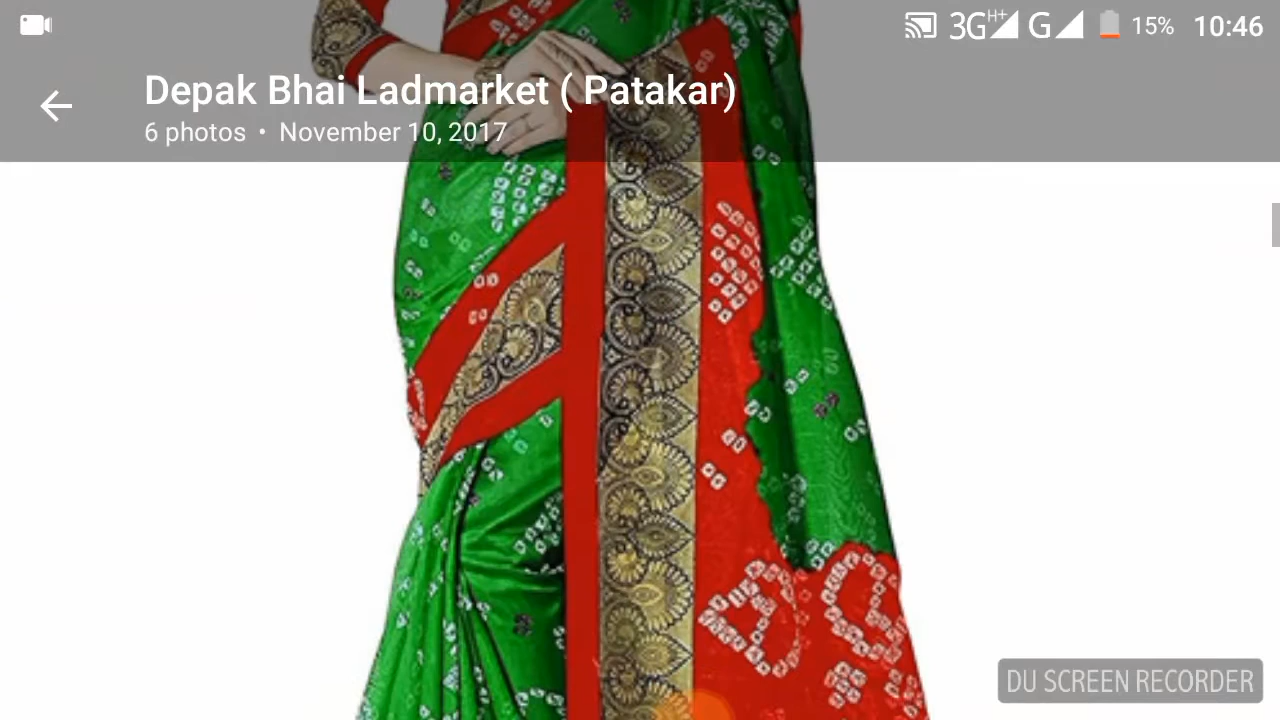 3G H+ G 15% 10:46
Depak Bhai Ladmarket ( Patakar)
6 photos • November 10, 2017
DU SCREEN RECORDER